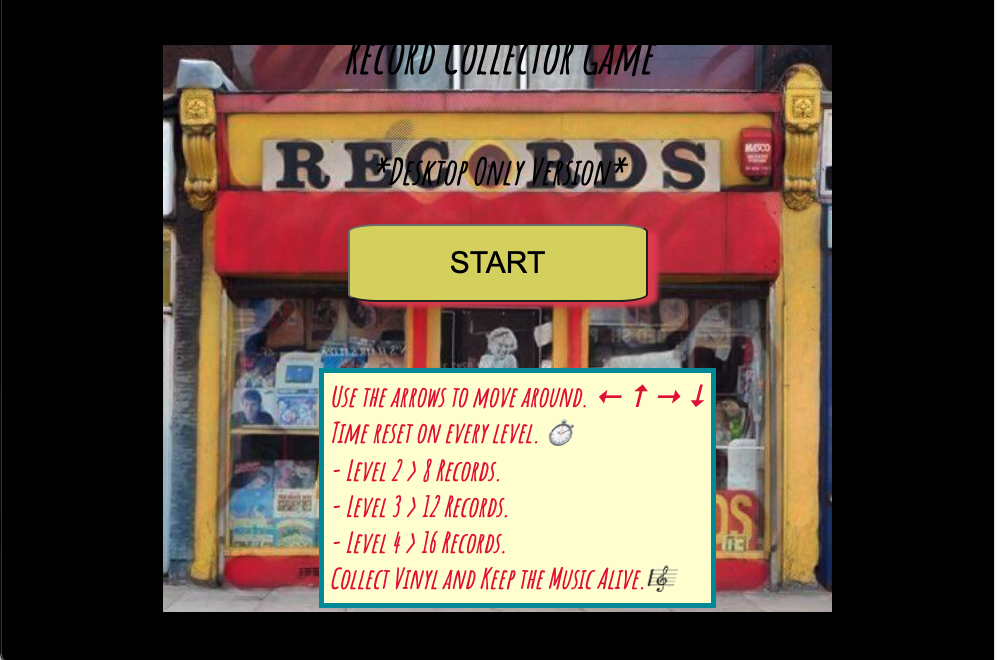 Record Collector Game
RECORDS
*Desktop Only Version*
START
Use the arrows to move around. ← ↑ → ↓
Time reset on every level. ⏱
- Level 2 > 8 Records.
- Level 3 > 12 Records.
- Level 4 > 16 Records.
Collect Vinyl and Keep the Music Alive.🎼